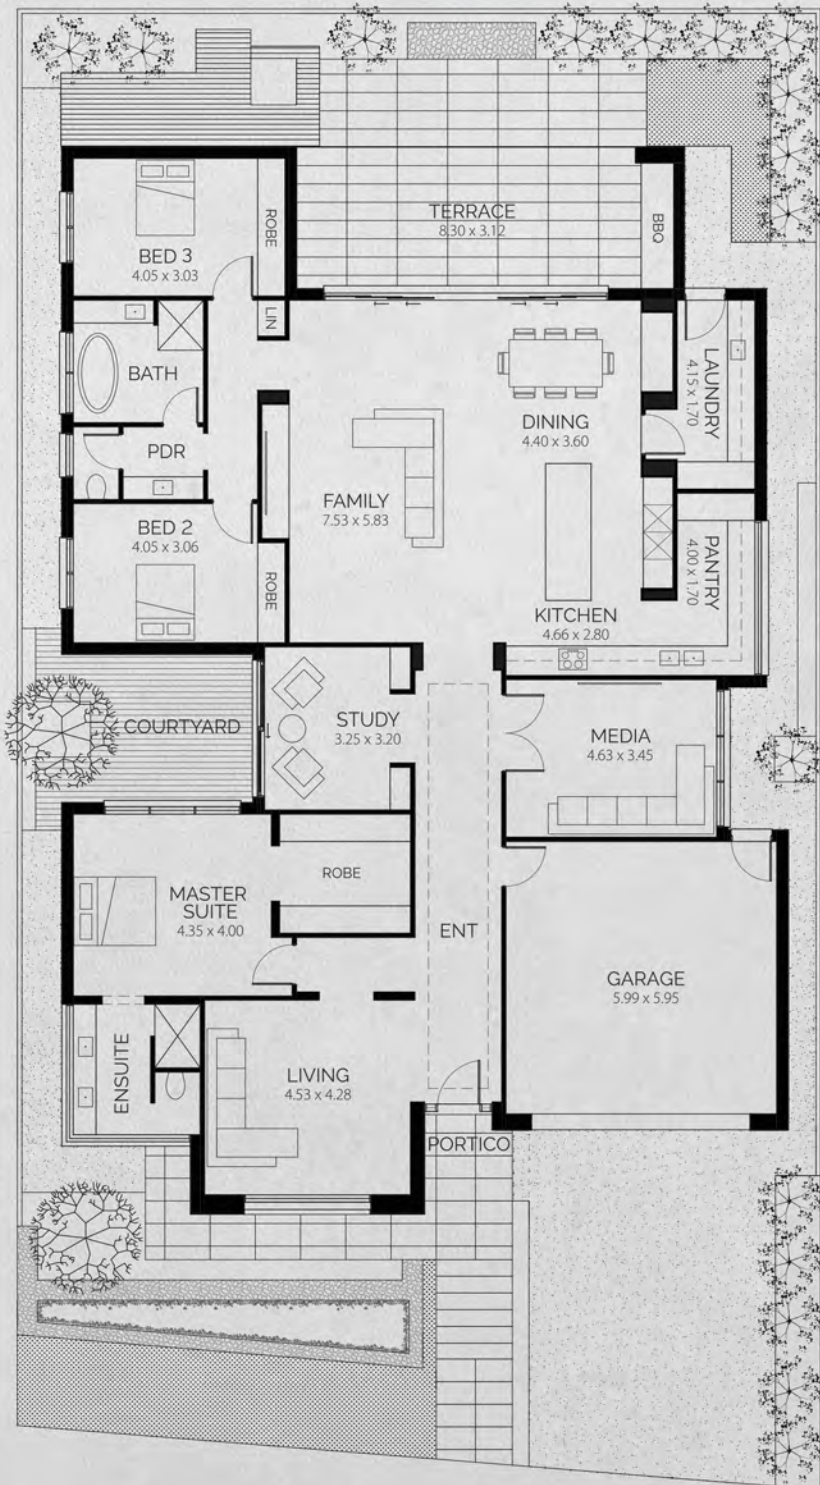 TERRACE
8.30 x 3.12
BBQ
BED 3
4.05 x 3.03
ROBE
LIN
BATH
PDR
LAUNDRY
4.15 x 1.70
DINING
4.40 x 3.60
FAMILY
7.53 x 5.83
BED 2
4.05 x 3.06
ROBE
PANTRY
4.00 x 1.70
KITCHEN
4.66 x 2.80
COURTYARD
STUDY
3.25 x 3.20
MEDIA
4.63 x 3.45
MASTER
SUITE
4.35 x 4.00
ROBE
ENT
GARAGE
5.99 x 5.95
ENSUITE
LIVING
4.53 x 4.28
PORTICO